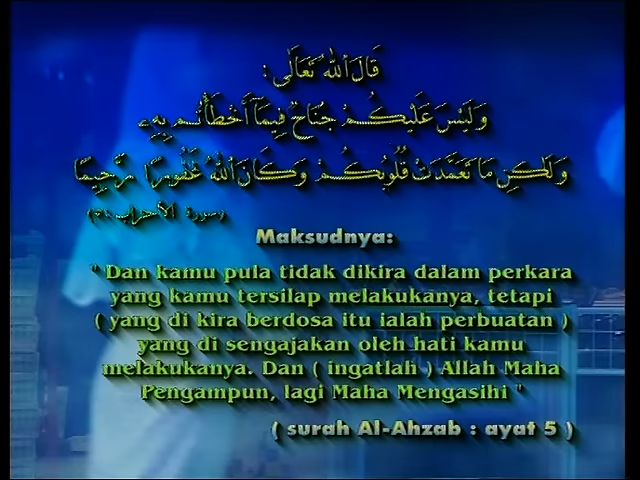 قَالَ اللهُ تَعَالَى:
وَلَيْسَ عَلَيْكُمْ جُنَاحٌ فِيمَآ أَخْطَأْتُم بِهِۦ
وَلَٰكِن مَّا تَعَمَّدَتْ قُلُوبُكُمْ وَكَانَ اللهُ غَفُورًا رَّحِيمًا
(سورة الأحزاب
Maksudnya:
" Dan kamu pula tidak dikira dalam perkara
yang kamu tersilap melakukanya, tetapi
( yang di kira berdosa itu ialah perbuatan )
yang di sengajakan oleh hati kamu
melakukanya. Dan ( ingatlah ) Allah Maha
Pengampun, lagi Maha Mengasihi "
( surah Al-Ahzab : ayat 5 )